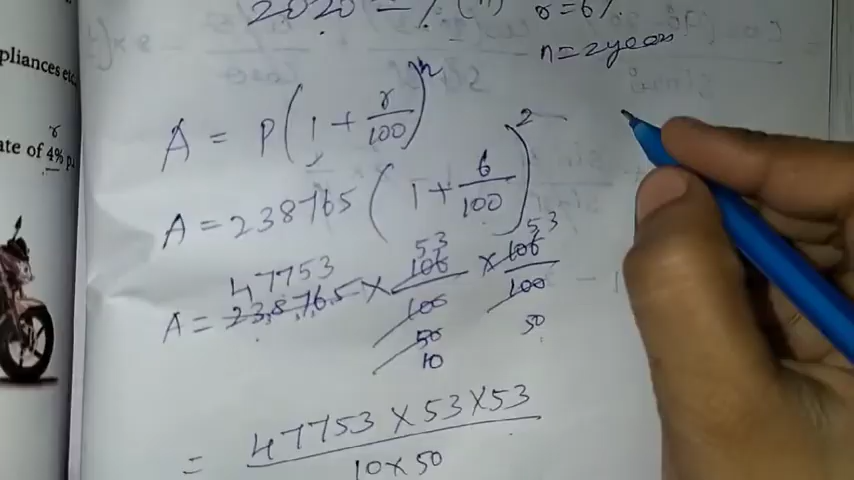 2020 = ? (n) r = 6%.
n = 2 years
pliances etc.
r
ate of 4% p.
A = P(1 + r/100)^n
A = 238765 (1 + 6/100)^2
47753 53 53
A = 238765 × 106/100 × 106/100
50 50
10
= 47753 × 53 × 53
10 × 50